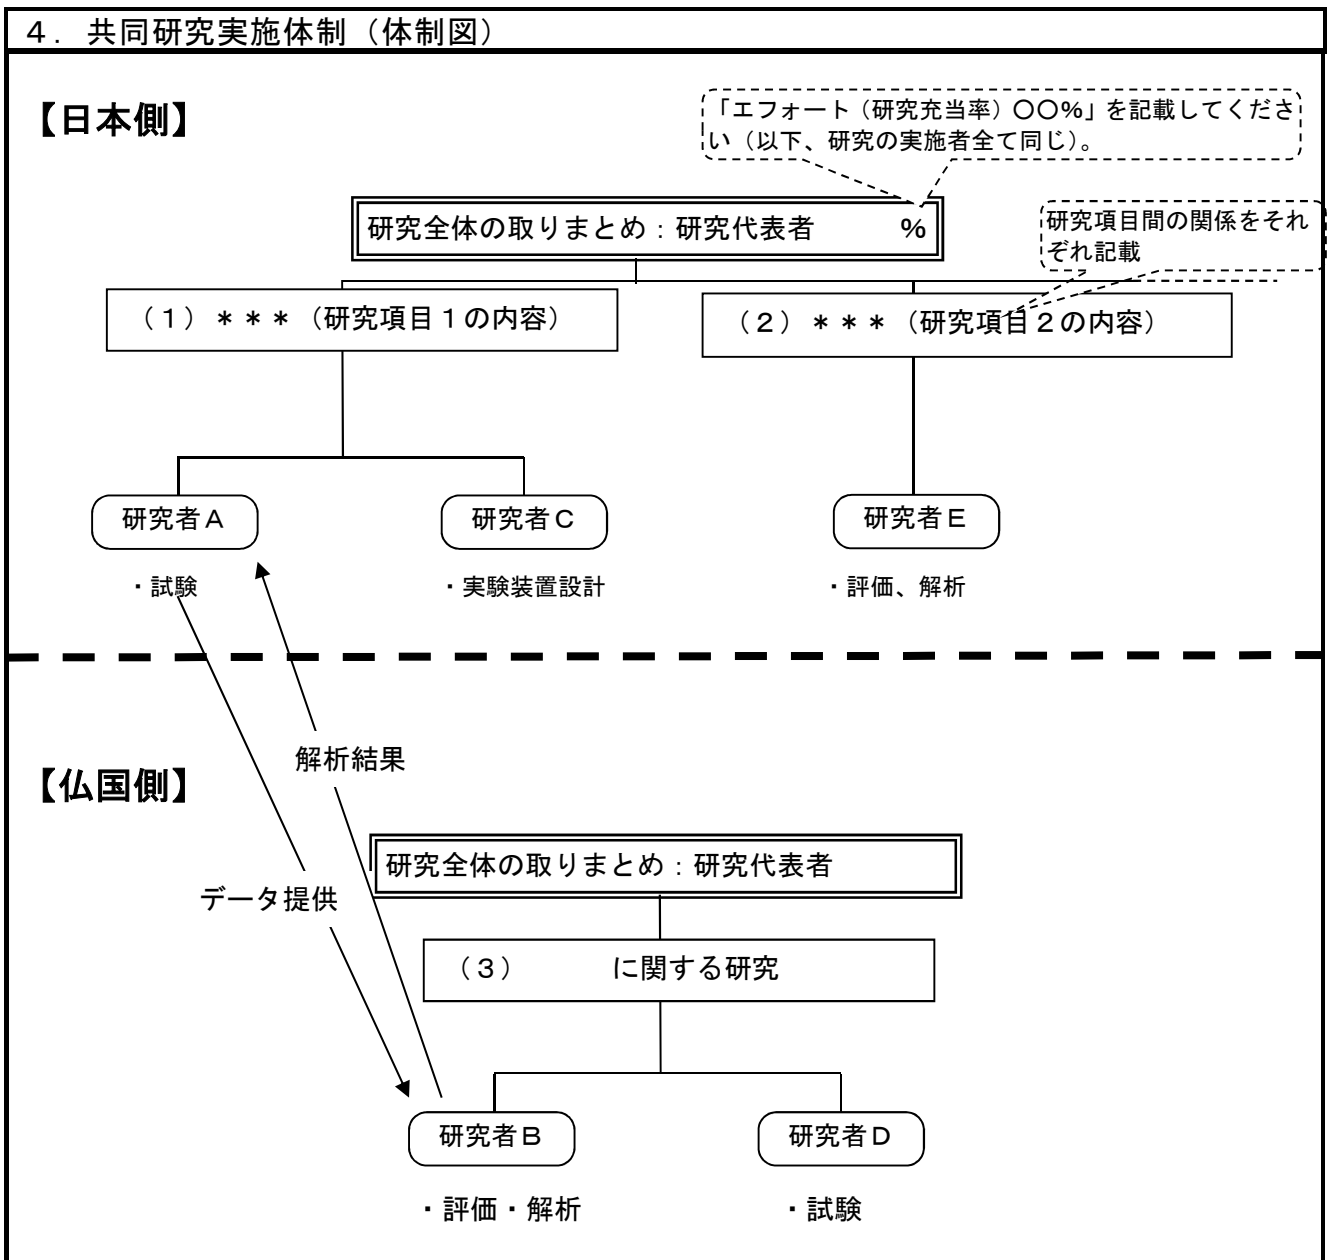 ４．共同研究実施体制（体制図）
【日本側】
「エフォート（研究充当率）〇〇%」を記載してくださ
い（以下、研究の実施者全て同じ）。
研究全体の取りまとめ：研究代表者　　　%
研究項目間の関係をそれ
ぞれ記載
（１）＊＊＊（研究項目１の内容）
（２）＊＊＊（研究項目２の内容）
研究者Ａ
研究者Ｃ
研究者Ｅ
・試験
・実験装置設計
・評価、解析
解析結果
【仏国側】
研究全体の取りまとめ：研究代表者
データ提供
（３）　　　に関する研究
研究者Ｂ
研究者Ｄ
・評価・解析
・試験